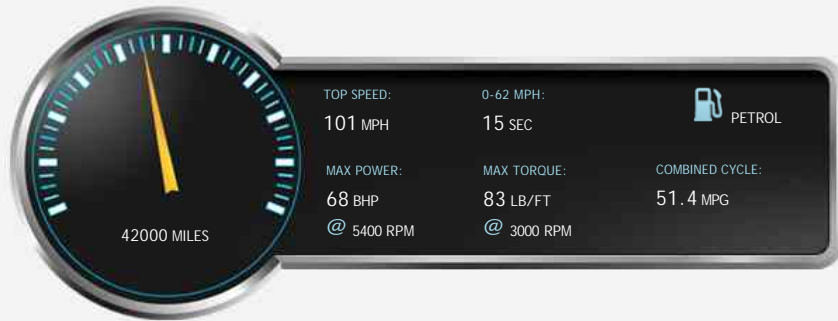 TOP SPEED:
101 MPH
0-62 MPH:
15 SEC
PETROL
MAX POWER:
68 BHP
@ 5400 RPM
MAX TORQUE:
83 LB/FT
@ 3000 RPM
COMBINED CYCLE:
51.4 MPG
42000 MILES